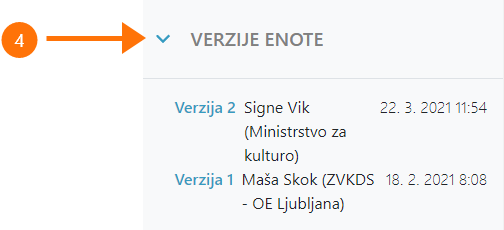 4
VERZIJE ENOTE
Verzija 2 Signe Vik 22. 3. 2021 11:54
(Ministrstvo za
kulturo)
Verzija 1 Maša Skok (ZVKDS 18. 2. 2021 8:08
- OE Ljubljana)